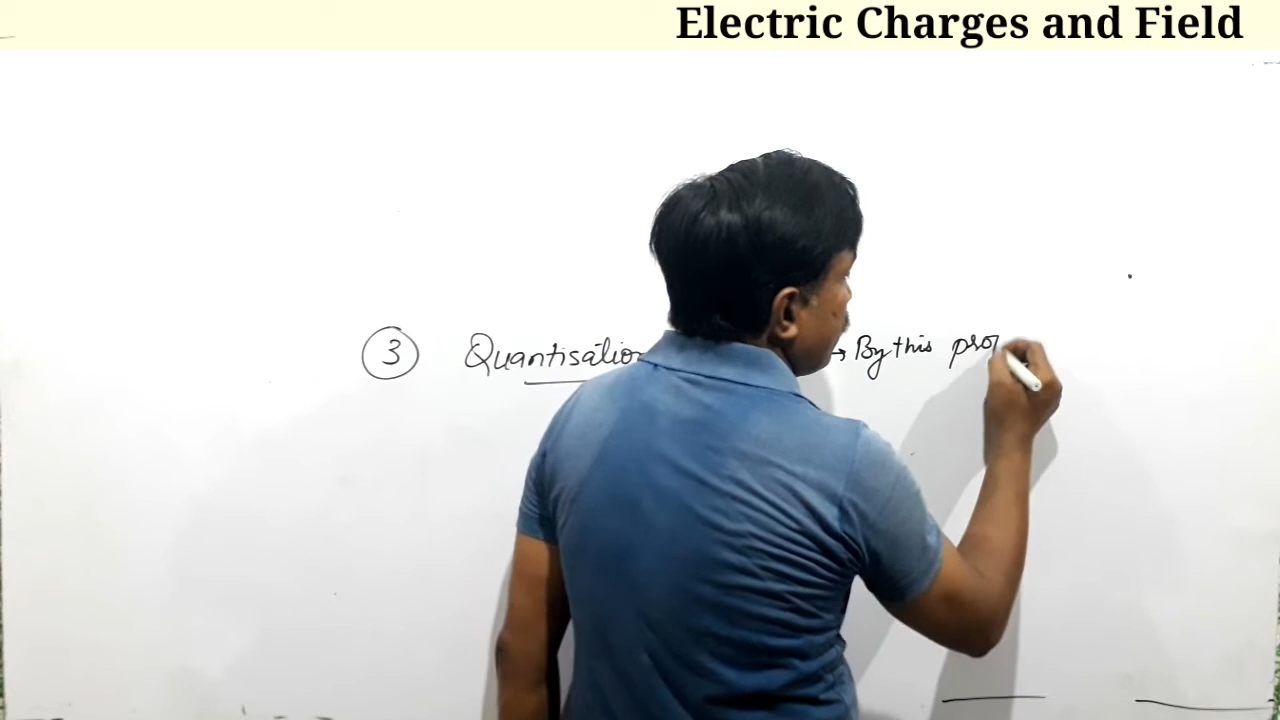 Electric Charges and Field
3 Quantisation → By this pro